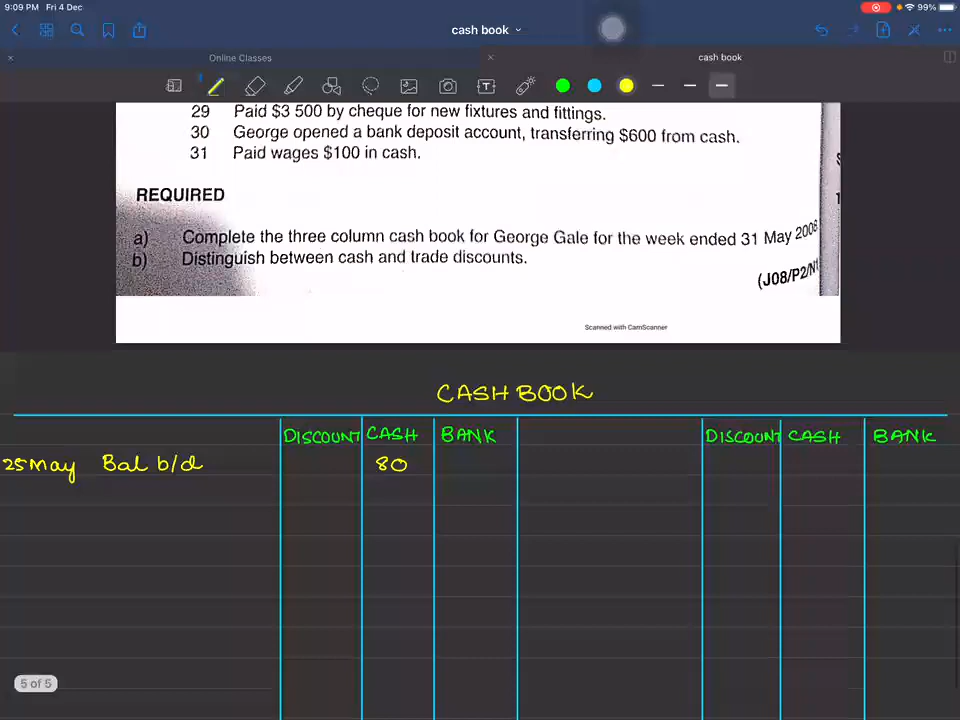 9:09 PM Fri 4 Dec 99%
cash book
Online Classes cash book
T
29 Paid $3 500 by cheque for new fixtures and fittings.
30 George opened a bank deposit account, transferring $600 from cash.
31 Paid wages $100 in cash.
REQUIRED
a) Complete the three column cash book for George Gale for the week ended 31 May 2008
b) Distinguish between cash and trade discounts.
(J08/P2/N
Scanned with CamScanner
CASH BOOK
DISCOUNT CASH BANK DISCOUNT CASH BANK
25 May Bal b/d 80
5 of 5